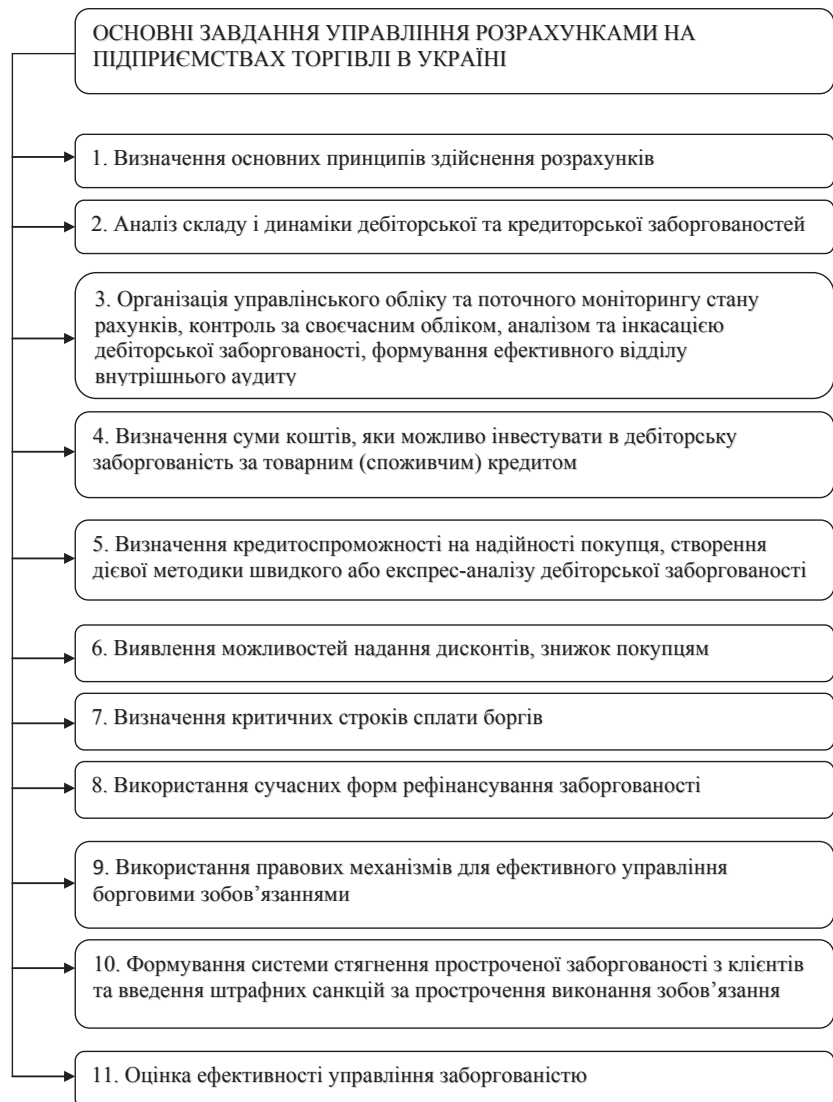 ОСНОВНІ ЗАВДАННЯ УПРАВЛІННЯ РОЗРАХУНКАМИ НА
ПІДПРИЄМСТВАХ ТОРГІВЛІ В УКРАЇНІ
1. Визначення основних принципів здійснення розрахунків
2. Аналіз складу і динаміки дебіторської та кредиторської заборгованостей
3. Організація управлінського обліку та поточного моніторингу стану
рахунків, контроль за своєчасним обліком, аналізом та інкасацією
дебіторської заборгованості, формування ефективного відділу
внутрішнього аудиту
4. Визначення суми коштів, яки можливо інвестувати в дебіторську
заборгованість за товарним (споживчим) кредитом
5. Визначення кредитоспроможності на надійності покупця, створення
дієвої методики швидкого або експрес-аналізу дебіторської заборгованості
6. Виявлення можливостей надання дисконтів, знижок покупцям
7. Визначення критичних строків сплати боргів
8. Використання сучасних форм рефінансування заборгованості
9. Використання правових механізмів для ефективного управління
борговими зобов’язаннями
10. Формування системи стягнення простроченої заборгованості з клієнтів
та введення штрафних санкцій за прострочення виконання зобов’язання
11. Оцінка ефективності управління заборгованістю